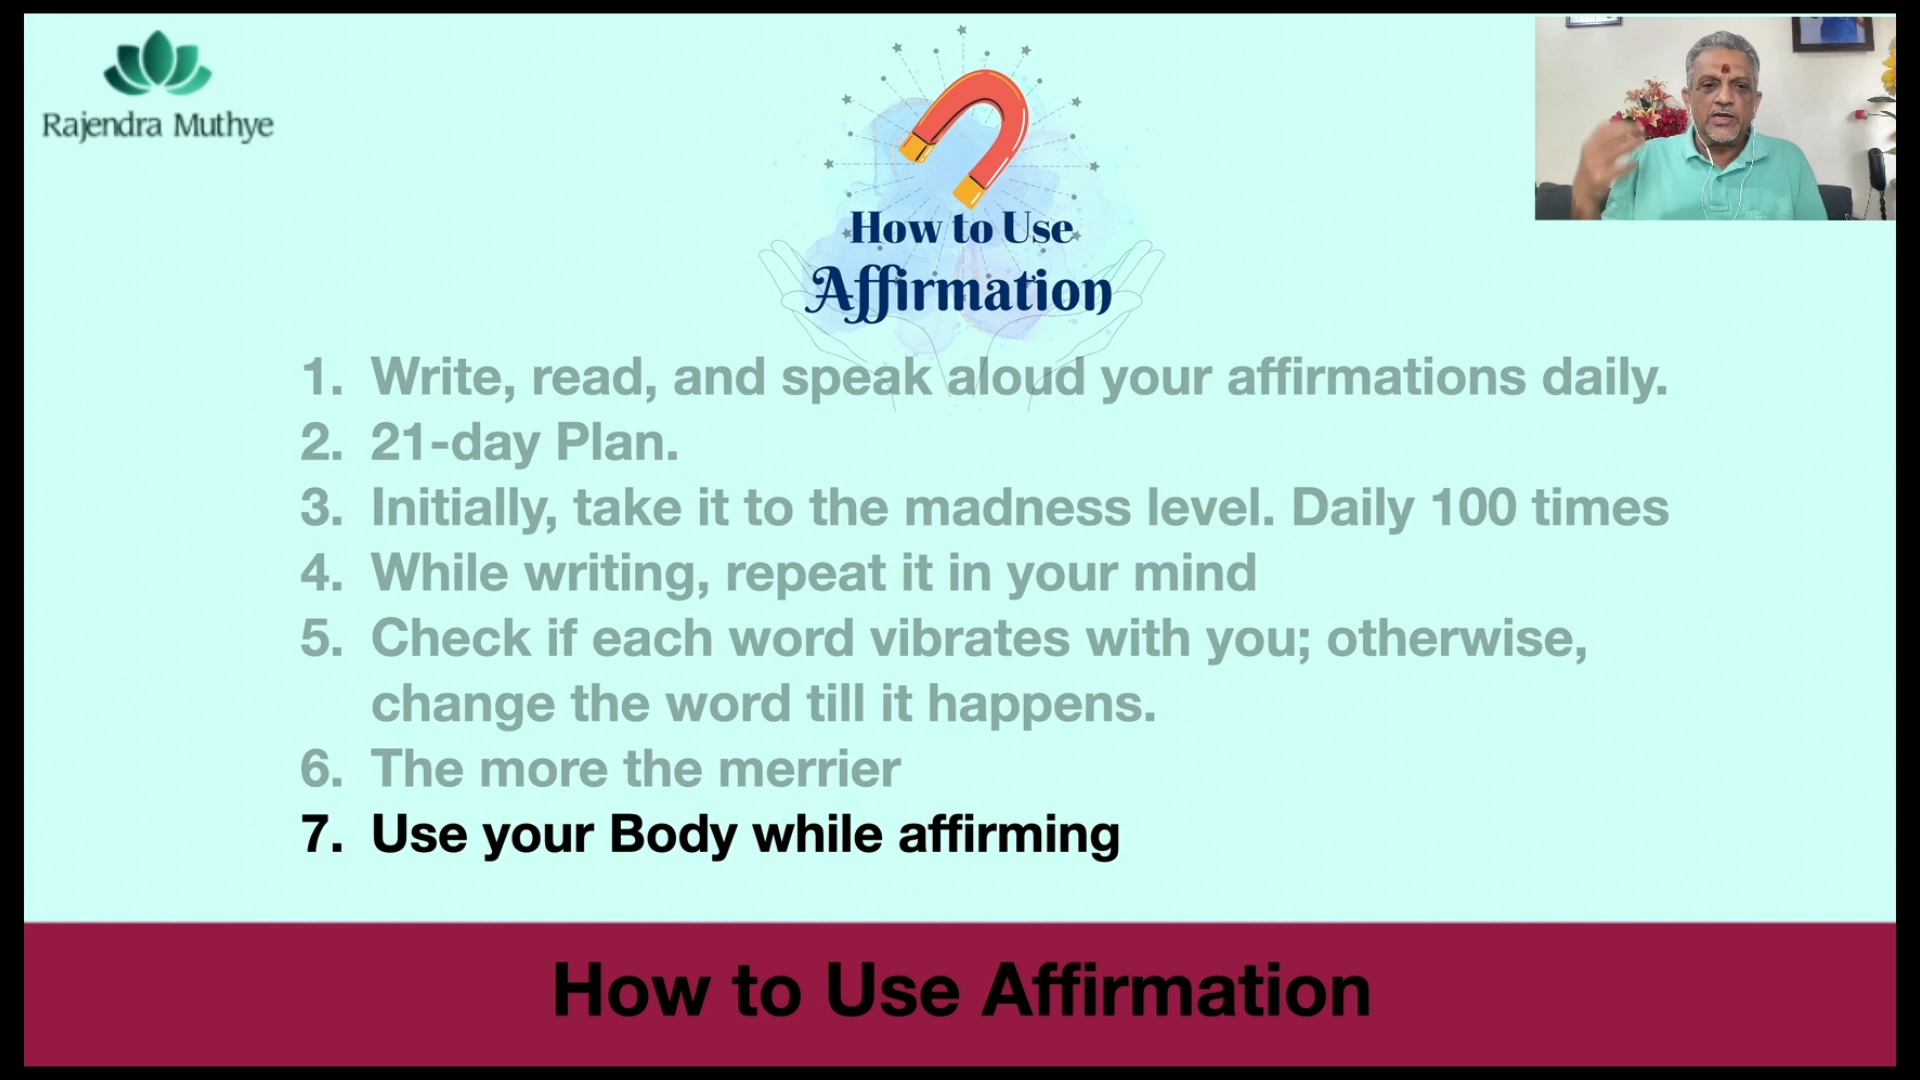 Rajendra Muthye
How to Use
Affirmation
1. Write, read, and speak aloud your affirmations daily.
2. 21-day Plan.
3. Initially, take it to the madness level. Daily 100 times
4. While writing, repeat it in your mind
5. Check if each word vibrates with you; otherwise,
change the word till it happens.
6. The more the merrier
7. Use your Body while affirming
How to Use Affirmation